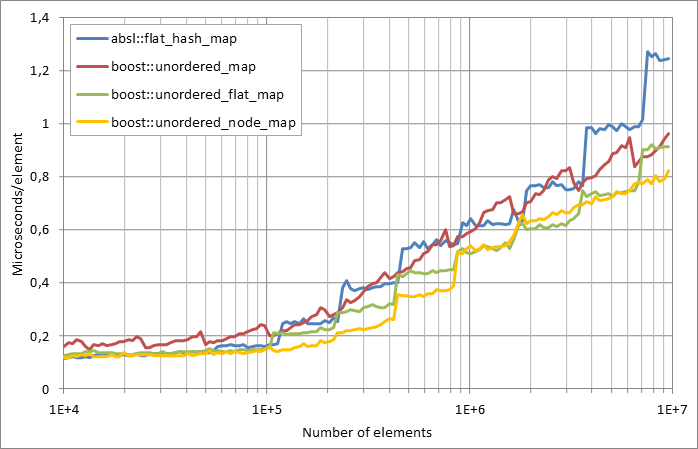 1,4
absl::flat_hash_map
boost::unordered_map
boost::unordered_flat_map
boost::unordered_node_map
1,2
1
0,8
0,6
0,4
0,2
0
Microseconds/element
1E+4
1E+5
1E+6
1E+7
Number of elements